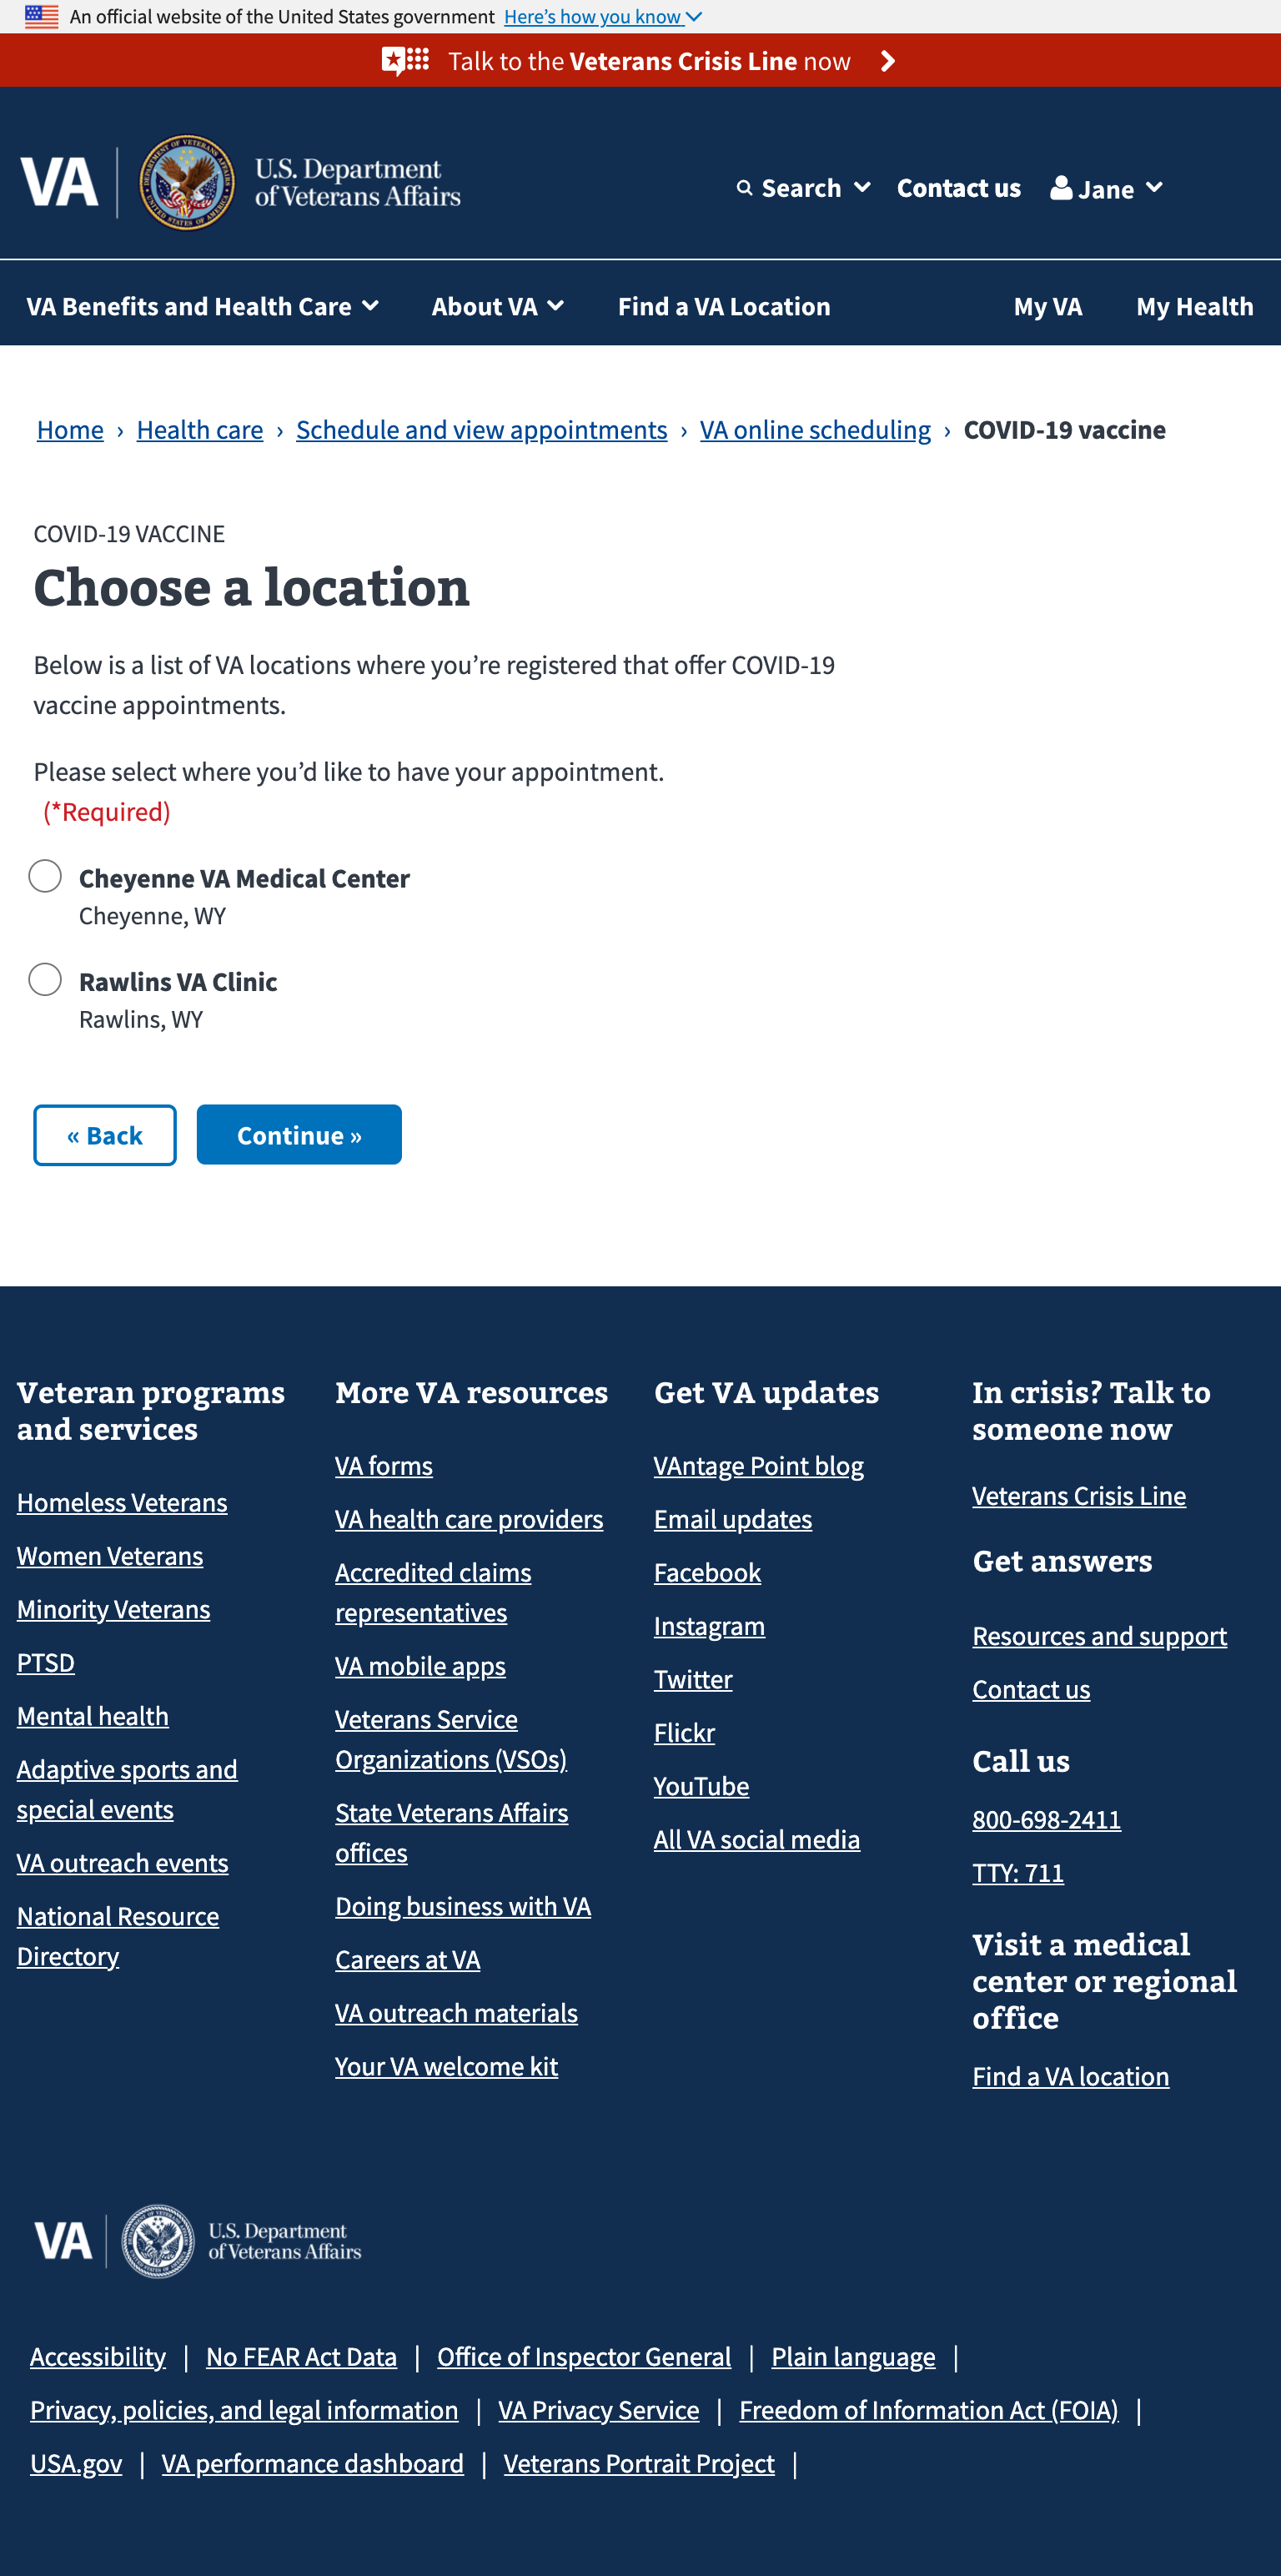 An official website of the United States government Here’s how you know
Talk to the Veterans Crisis Line now
VA U.S. Department
of Veterans Affairs
Search Contact us Jane
VA Benefits and Health Care About VA Find a VA Location My VA My Health
Home › Health care › Schedule and view appointments › VA online scheduling › COVID-19 vaccine
COVID-19 VACCINE
Choose a location
Below is a list of VA locations where you’re registered that offer COVID-19
vaccine appointments.
Please select where you’d like to have your appointment.
(*Required)
Cheyenne VA Medical Center
Cheyenne, WY
Rawlins VA Clinic
Rawlins, WY
« Back Continue »
Veteran programs
and services
Homeless Veterans
Women Veterans
Minority Veterans
PTSD
Mental health
Adaptive sports and
special events
VA outreach events
National Resource
Directory
More VA resources
VA forms
VA health care providers
Accredited claims
representatives
VA mobile apps
Veterans Service
Organizations (VSOs)
State Veterans Affairs
offices
Doing business with VA
Careers at VA
VA outreach materials
Your VA welcome kit
Get VA updates
VAntage Point blog
Email updates
Facebook
Instagram
Twitter
Flickr
YouTube
All VA social media
In crisis? Talk to
someone now
Veterans Crisis Line
Get answers
Resources and support
Contact us
Call us
800-698-2411
TTY: 711
Visit a medical
center or regional
office
Find a VA location
VA U.S. Department
of Veterans Affairs
Accessibility | No FEAR Act Data | Office of Inspector General | Plain language |
Privacy, policies, and legal information | VA Privacy Service | Freedom of Information Act (FOIA) |
USA.gov | VA performance dashboard | Veterans Portrait Project |